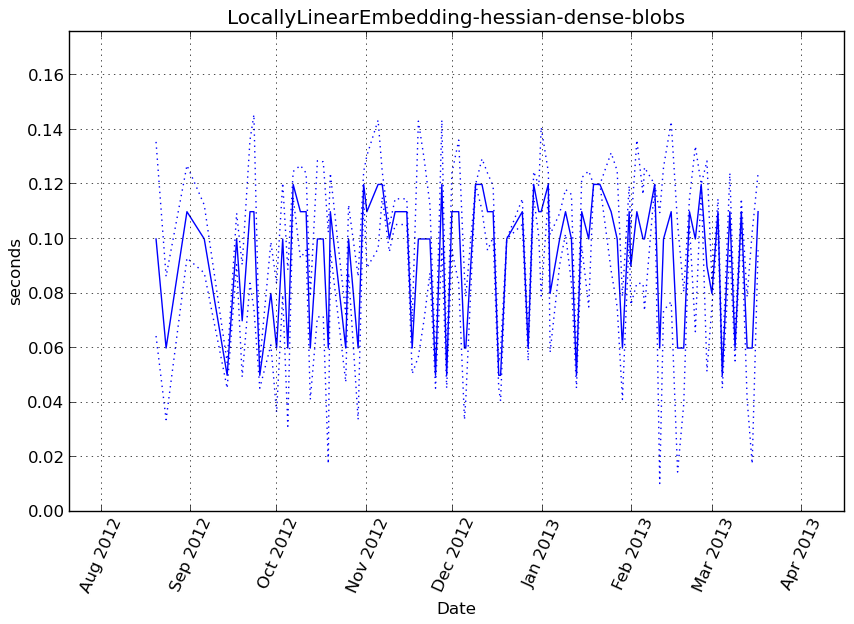 LocallyLinearEmbedding-hessian-dense-blobs
0.16
0.14
0.12
0.10
0.08
0.06
0.04
0.02
0.00
seconds
Aug 2012
Sep 2012
Oct 2012
Nov 2012
Dec 2012
Jan 2013
Feb 2013
Mar 2013
Apr 2013
Date